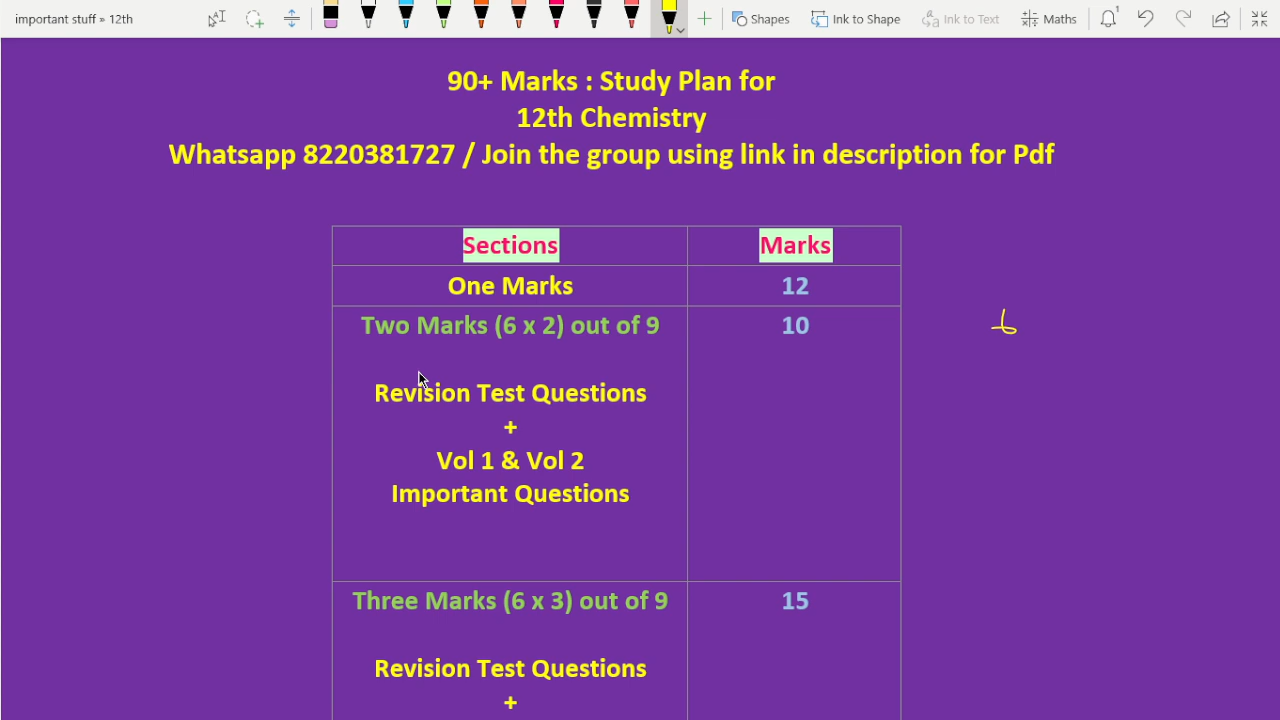 important stuff » 12th
Shapes
Ink to Shape
Ink to Text
Maths
1
90+ Marks : Study Plan for
12th Chemistry
Whatsapp 8220381727 / Join the group using link in description for Pdf
Sections Marks
One Marks 12
Two Marks (6 x 2) out of 9 10
Revision Test Questions
+
Vol 1 & Vol 2
Important Questions
Three Marks (6 x 3) out of 9 15
Revision Test Questions
+